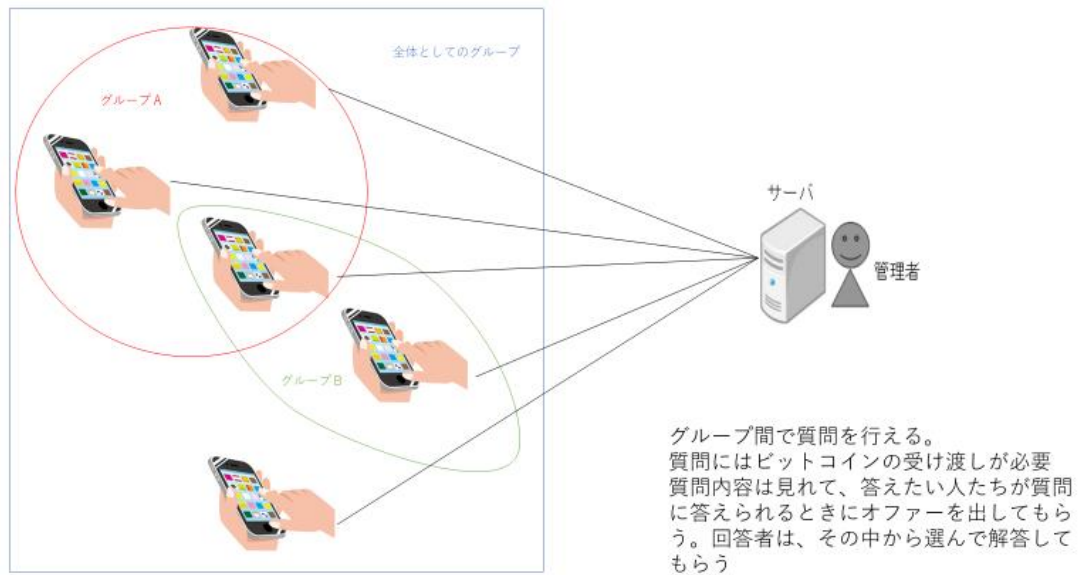 全体としてのグループ
グループA
サーバ
管理者
グループB
グループ間で質問を行える。
質問にはビットコインの受け渡しが必要
質問内容は見れて、答えたい人たちが質問
に答えられるときにオファーを出してもら
う。回答者は、その中から選んで解答して
もらう